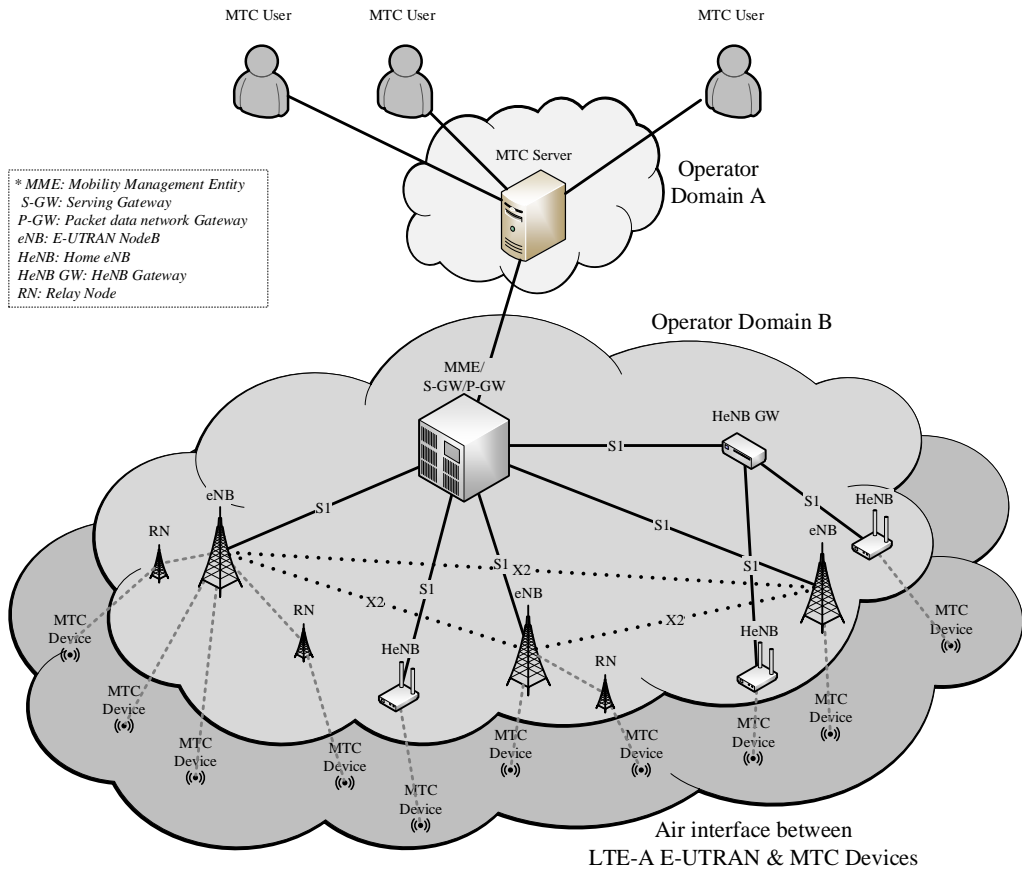 MTC User
MTC User
MTC User
MTC Server
Operator
Domain A
* MME: Mobility Management Entity
S-GW: Serving Gateway
P-GW: Packet data network Gateway
eNB: E-UTRAN NodeB
HeNB: Home eNB
HeNB GW: HeNB Gateway
RN: Relay Node
Operator Domain B
MME/
S-GW/P-GW
HeNB GW
S1
S1
S1
S1
S1
S1
S1
eNB
RN
HeNB
eNB
X2
X2
X2
eNB
RN
HeNB
RN
HeNB
MTC
Device
MTC
Device
MTC
Device
MTC
Device
MTC
Device
MTC
Device
MTC
Device
MTC
Device
MTC
Device
MTC
Device
Air interface between
LTE-A E-UTRAN & MTC Devices